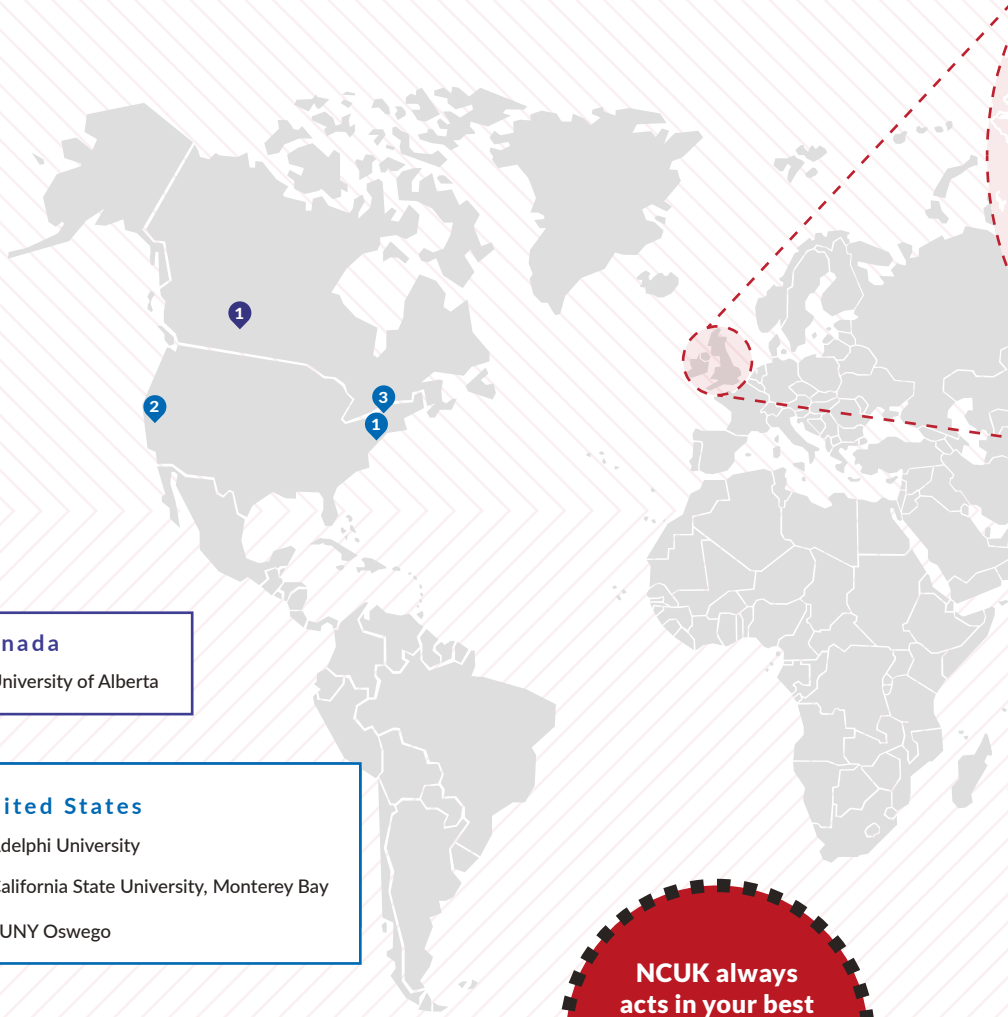 1
2
3
1
nada
University of Alberta
ited States
delphi University
California State University, Monterey Bay
UNY Oswego
NCUK always
acts in your best